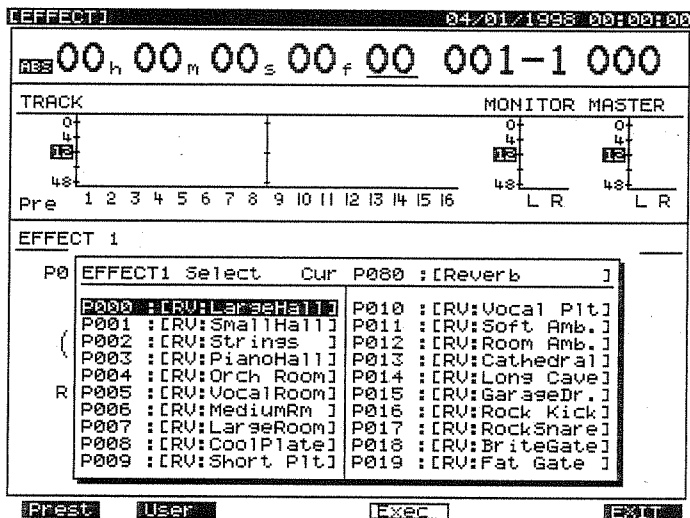 [EFFECT] 04/01/1998 00:00:00
ABS 00h 00m 00s 00f 00 001-1 000
TRACK MONITOR MASTER
0 0 0
4 4 4
12 12 12
48 48 48
Pre 1 2 3 4 5 6 7 8 9 10 11 12 13 14 15 16 L R L R
EFFECT 1
P0 EFFECT1 Select Cur P080 :[Reverb ]
P000 :[RV:LargeHall] P010 :[RV:Vocal Plt]
P001 :[RV:SmallHall] P011 :[RV:Soft Amb.]
P002 :[RV:Strings ] P012 :[RV:Room Amb.]
( P003 :[RV:PianoHall] P013 :[RV:Cathedral]
P004 :[RV:Orch Room] P014 :[RV:Long Cave]
R P005 :[RV:VocalRoom] P015 :[RV:GarageDr.]
P006 :[RV:MediumRm ] P016 :[RV:Rock Kick]
P007 :[RV:LargeRoom] P017 :[RV:RockSnare]
P008 :[RV:CoolPlate] P018 :[RV:BriteGate]
P009 :[RV:Short Plt] P019 :[RV:Fat Gate ]
Prest User Exec EXIT